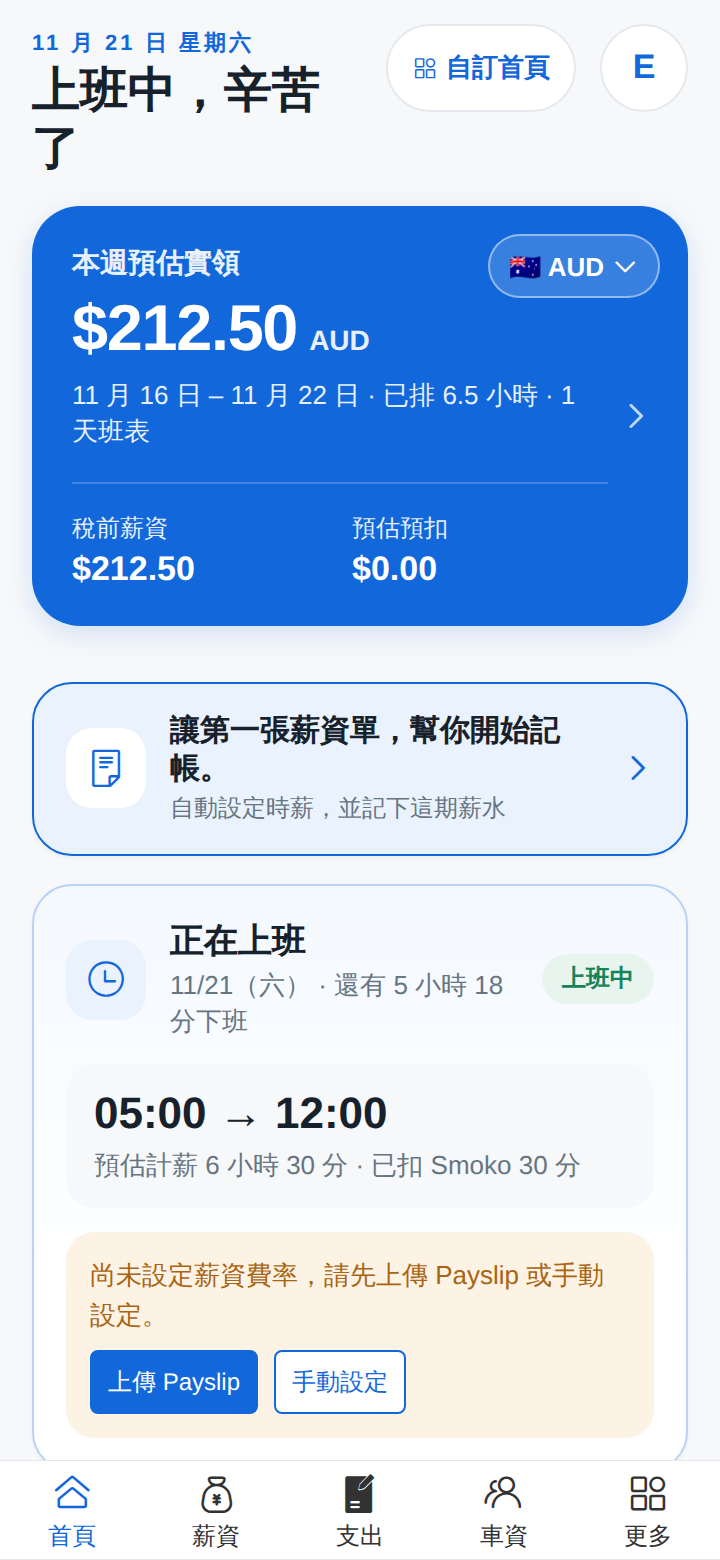 11 月 21 日 星期六
上班中，辛苦
了
自訂首頁
E
本週預估實領
🇦🇺 AUD
$212.50 AUD
11 月 16 日 – 11 月 22 日 · 已排 6.5 小時 · 1
天班表
稅前薪資
預估預扣
$212.50
$0.00
讓第一張薪資單，幫你開始記
帳。
自動設定時薪，並記下這期薪水
正在上班
11/21（六） · 還有 5 小時 18
分下班
上班中
05:00 → 12:00
預估計薪 6 小時 30 分 · 已扣 Smoko 30 分
尚未設定薪資費率，請先上傳 Payslip 或手動
設定。
上傳 Payslip
手動設定
首頁
薪資
支出
車資
更多